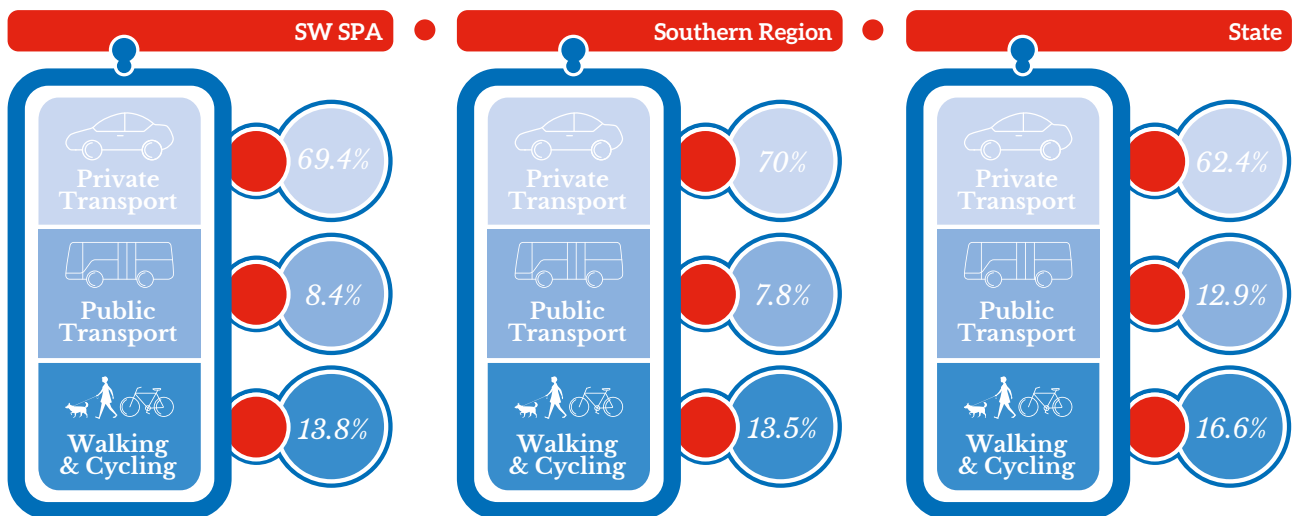 SW SPA
Private
Transport
69.4%
Public
Transport
8.4%
Walking
& Cycling
13.8%
Southern Region
Private
Transport
70%
Public
Transport
7.8%
Walking
& Cycling
13.5%
State
Private
Transport
62.4%
Public
Transport
12.9%
Walking
& Cycling
16.6%